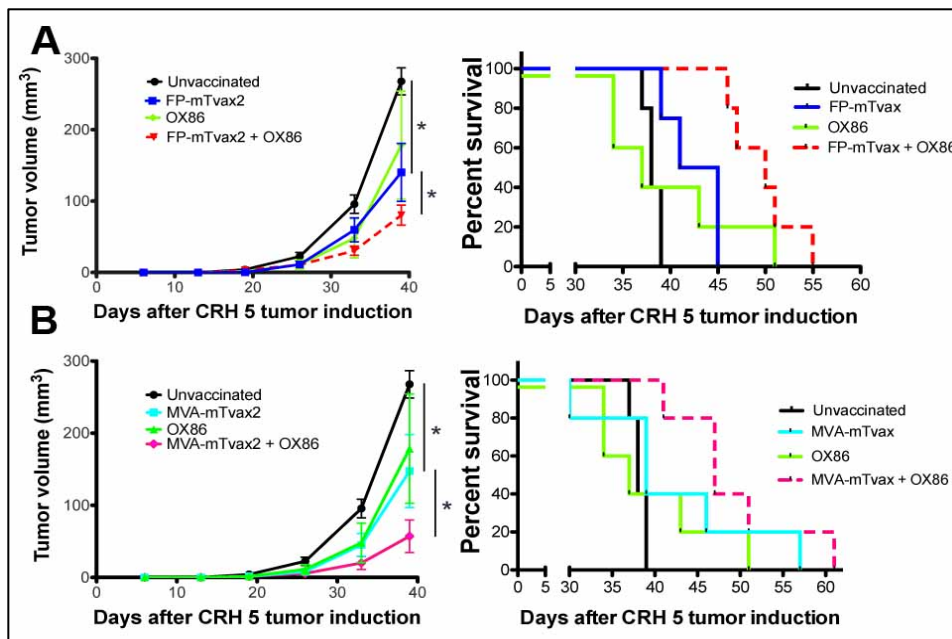 A
Tumor volume (mm3)
300
200
100
0
0 10 20 30 40
Days after CRH 5 tumor induction
Unvaccinated
FP-mTvax2
OX86
FP-mTvax2 + OX86
*
*
Percent survival
100
80
60
40
20
0
0 5 30 35 40 45 50 55 60
Days after CRH 5 tumor induction
Unvaccinated
FP-mTvax
OX86
FP-mTvax + OX86
B
Tumor volume (mm3)
300
200
100
0
0 10 20 30 40
Days after CRH 5 tumor induction
Unvaccinated
MVA-mTvax2
OX86
MVA-mTvax2 + OX86
*
*
Percent survival
100
80
60
40
20
0
0 5 30 35 40 45 50 55 60
Days after CRH 5 tumor induction
Unvaccinated
MVA-mTvax
OX86
MVA-mTvax + OX86